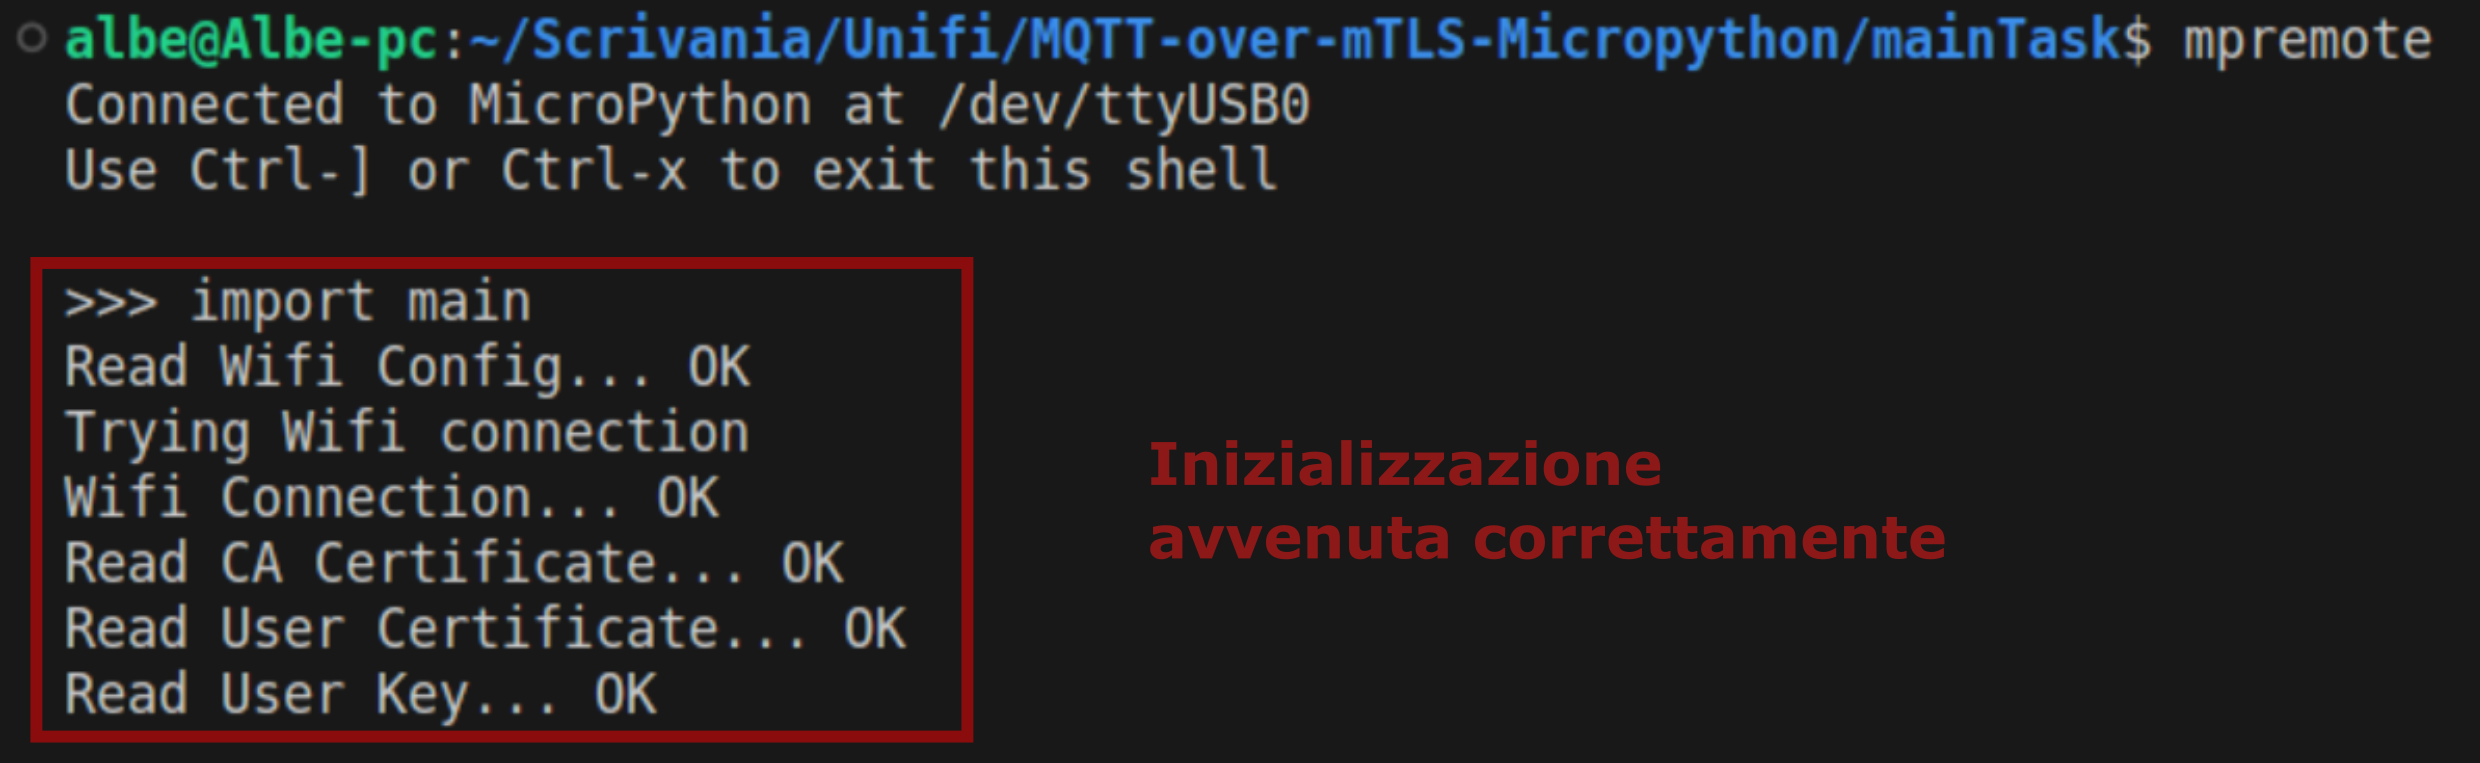 albe@Albe-pc:~/Scrivania/Unifi/MQTT-over-mTLS-Micropython/mainTask$ mpremote
Connected to MicroPython at /dev/ttyUSB0
Use Ctrl-] or Ctrl-x to exit this shell
>>> import main
Read Wifi Config... OK
Trying Wifi connection
Wifi Connection... OK
Read CA Certificate... OK
Read User Certificate... OK
Read User Key... OK
Inizializzazione
avvenuta correttamente